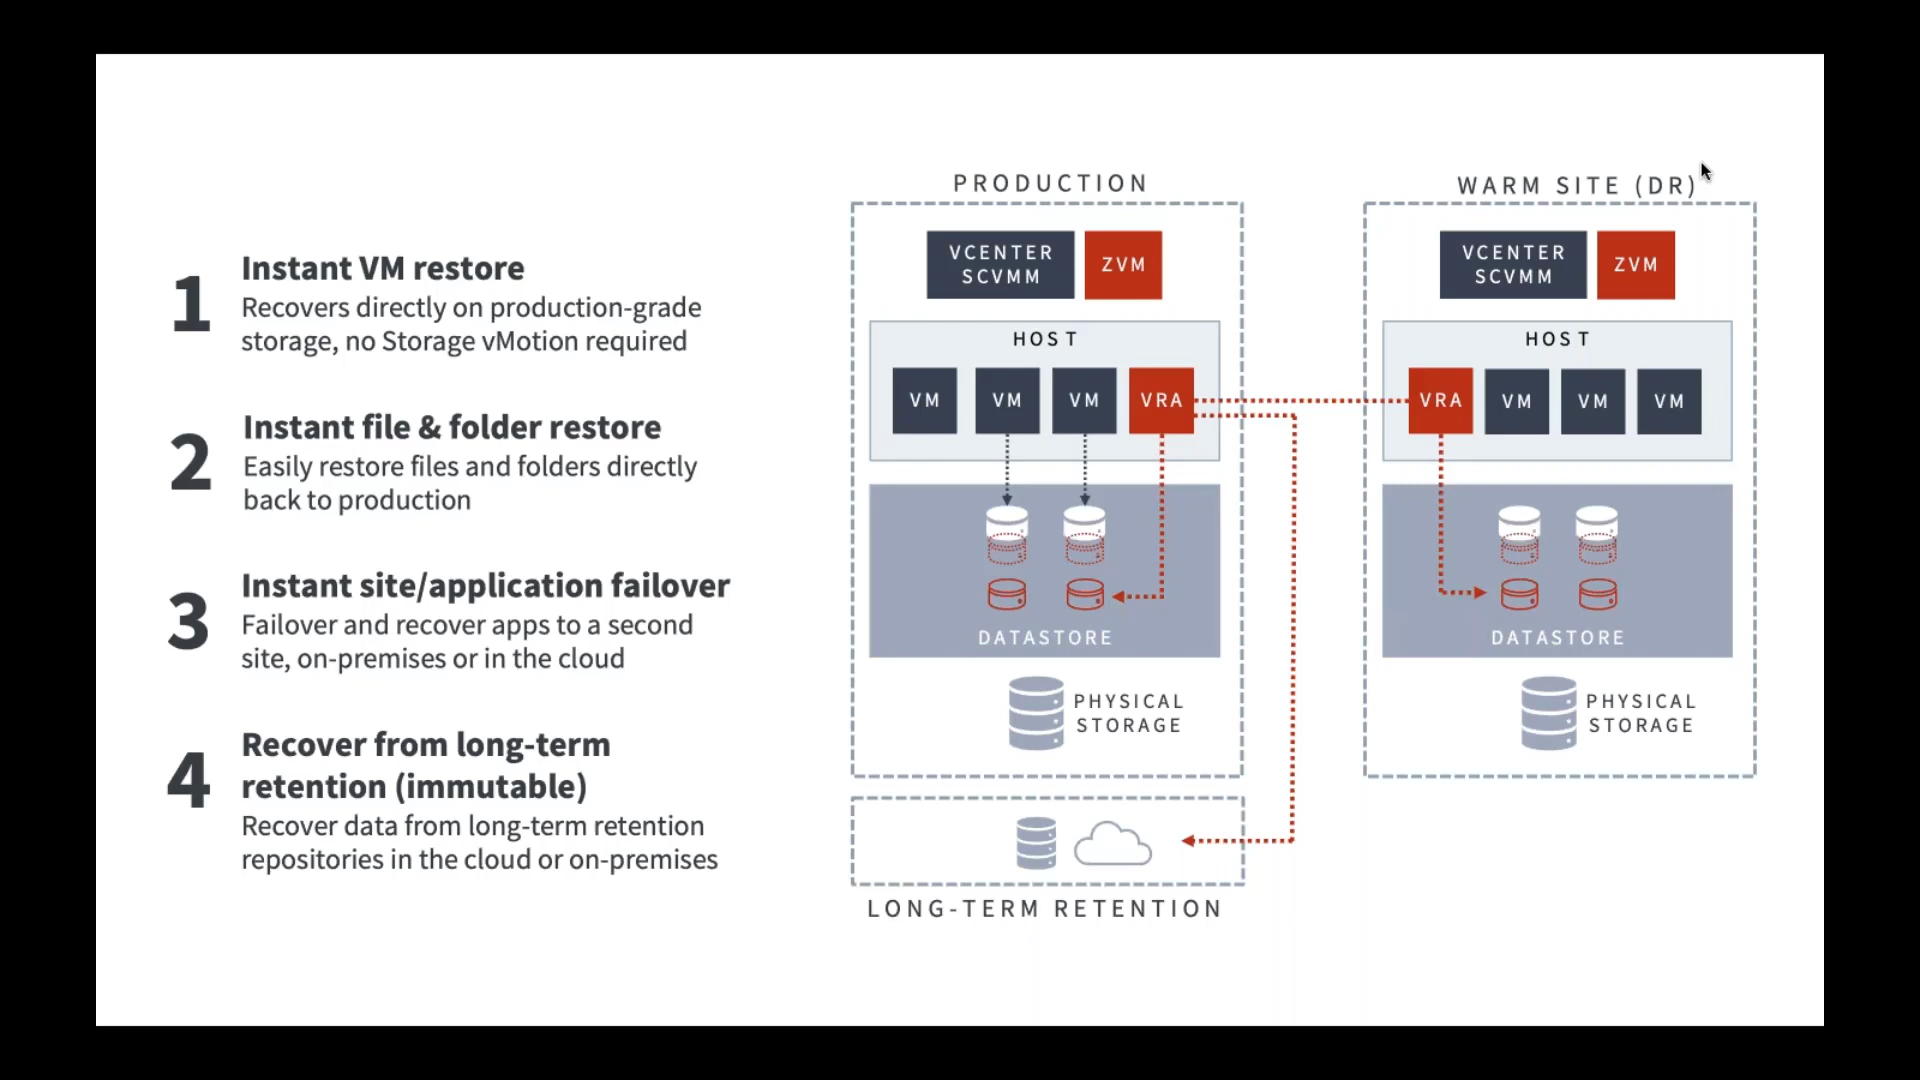 1
Instant VM restore
Recovers directly on production-grade
storage, no Storage vMotion required
2
Instant file & folder restore
Easily restore files and folders directly
back to production
3
Instant site/application failover
Failover and recover apps to a second
site, on-premises or in the cloud
4
Recover from long-term
retention (immutable)
Recover data from long-term retention
repositories in the cloud or on-premises
PRODUCTION
VCENTER
SCVMM
ZVM
HOST
VM
VM
VM
VRA
DATASTORE
PHYSICAL
STORAGE
LONG-TERM RETENTION
WARM SITE (DR)
VCENTER
SCVMM
ZVM
HOST
VRA
VM
VM
VM
DATASTORE
PHYSICAL
STORAGE